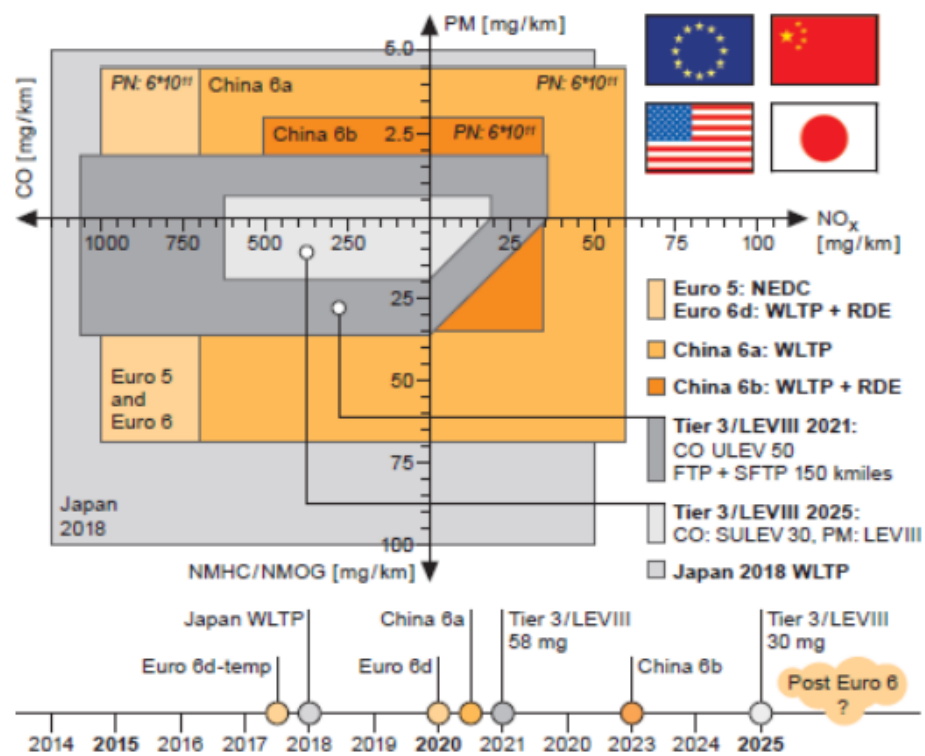 PM [mg/km]
5.0
CO [mg/km]
PN: 6*10¹¹
China 6a
PN: 6*10¹¹
China 6b
2.5
PN: 6*10¹¹
1000 750 500 250 25 50 75 100
NOx
[mg/km]
25
50
75
100
Euro 5
and
Euro 6
Japan
2018
NMHC/NMOG [mg/km]
Euro 5: NEDC
Euro 6d: WLTP + RDE
China 6a: WLTP
China 6b: WLTP + RDE
Tier 3/LEVIII 2021:
CO ULEV 50
FTP + SFTP 150 kmiles
Tier 3/LEVIII 2025:
CO: SULEV 30, PM: LEVIII
Japan 2018 WLTP
Japan WLTP
China 6a
Tier 3/LEVIII
58 mg
Tier 3/LEVIII
30 mg
Euro 6d-temp
Euro 6d
China 6b
Post Euro 6
?
2014 2015 2016 2017 2018 2019 2020 2021 2020 2023 2024 2025